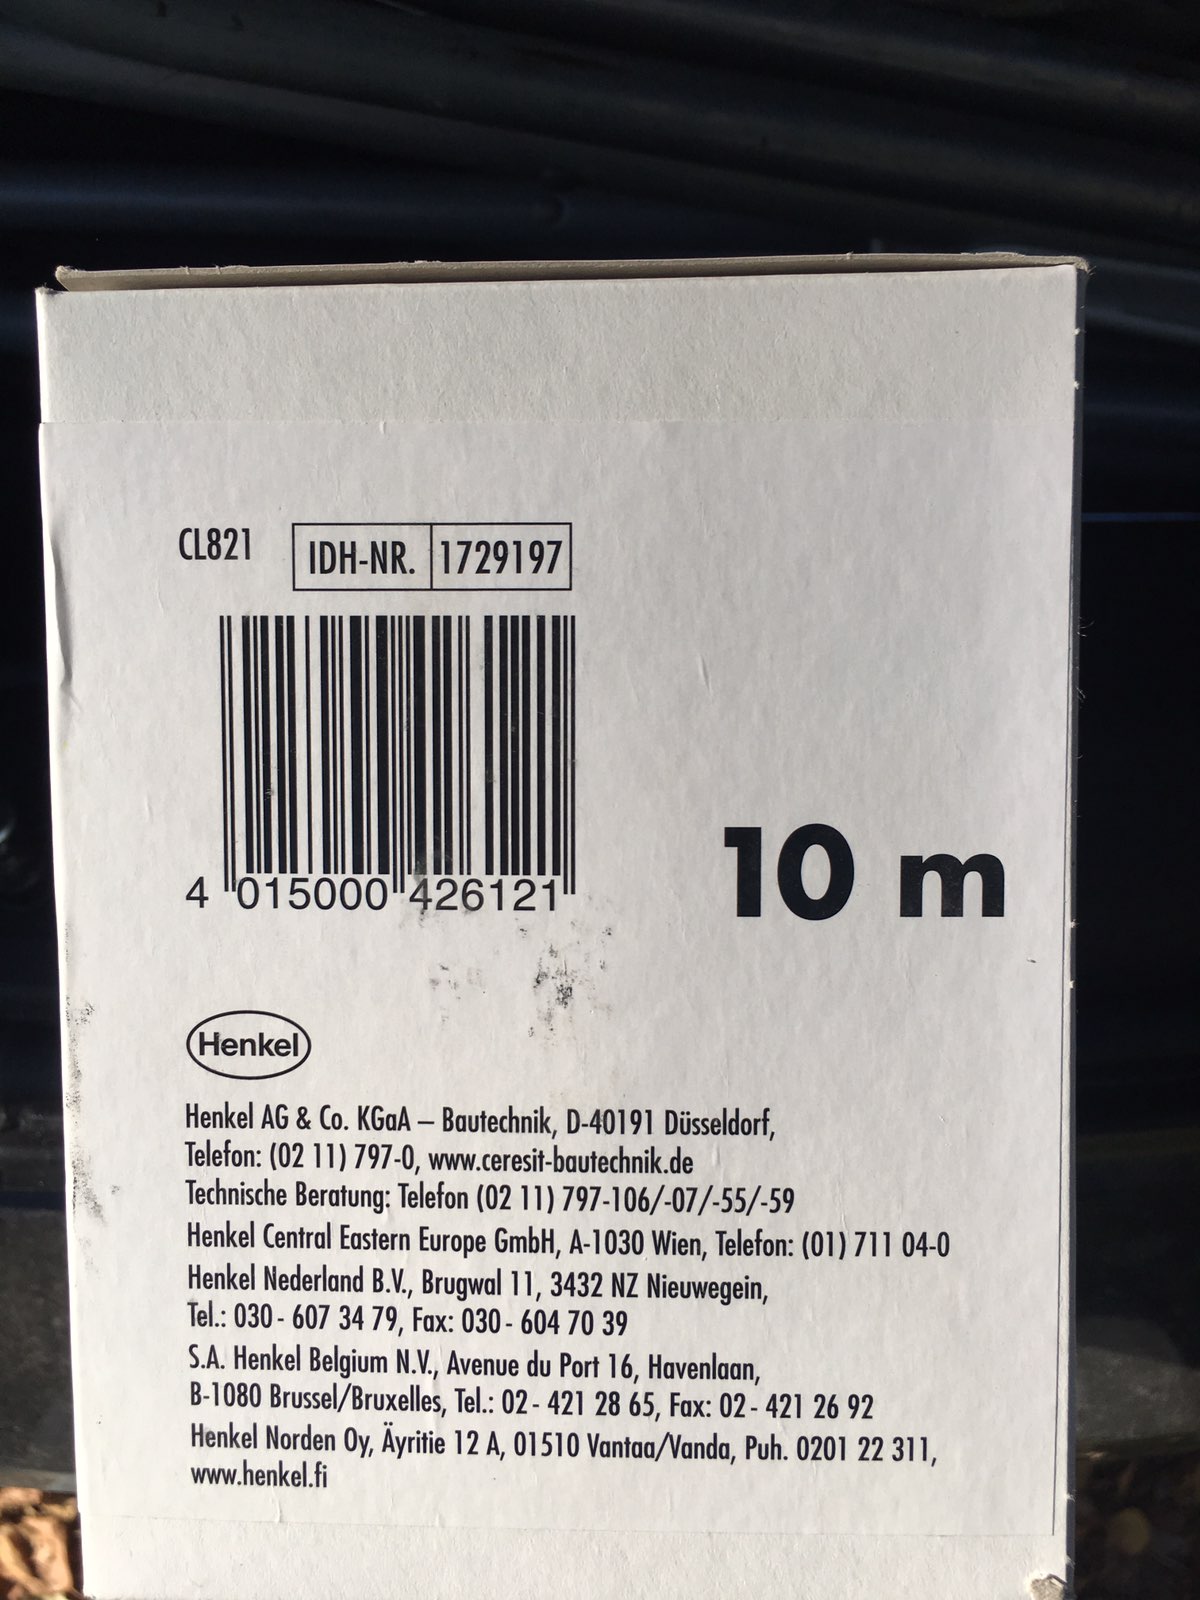 CL821 IDH-NR. 1729197
4 015000 426121
10 m
Henkel
Henkel AG & Co. KGaA – Bautechnik, D-40191 Düsseldorf,
Telefon: (02 11) 797-0, www.ceresit-bautechnik.de
Technische Beratung: Telefon (02 11) 797-106/-07/-55/-59
Henkel Central Eastern Europe GmbH, A-1030 Wien, Telefon: (01) 711 04-0
Henkel Nederland B.V., Brugwal 11, 3432 NZ Nieuwegein,
Tel.: 030 - 607 34 79, Fax: 030 - 604 70 39
S.A. Henkel Belgium N.V., Avenue du Port 16, Havenlaan,
B-1080 Brussel/Bruxelles, Tel.: 02 - 421 28 65, Fax: 02 - 421 26 92
Henkel Norden Oy, Äyritie 12 A, 01510 Vantaa/Vanda, Puh. 0201 22 311,
www.henkel.fi